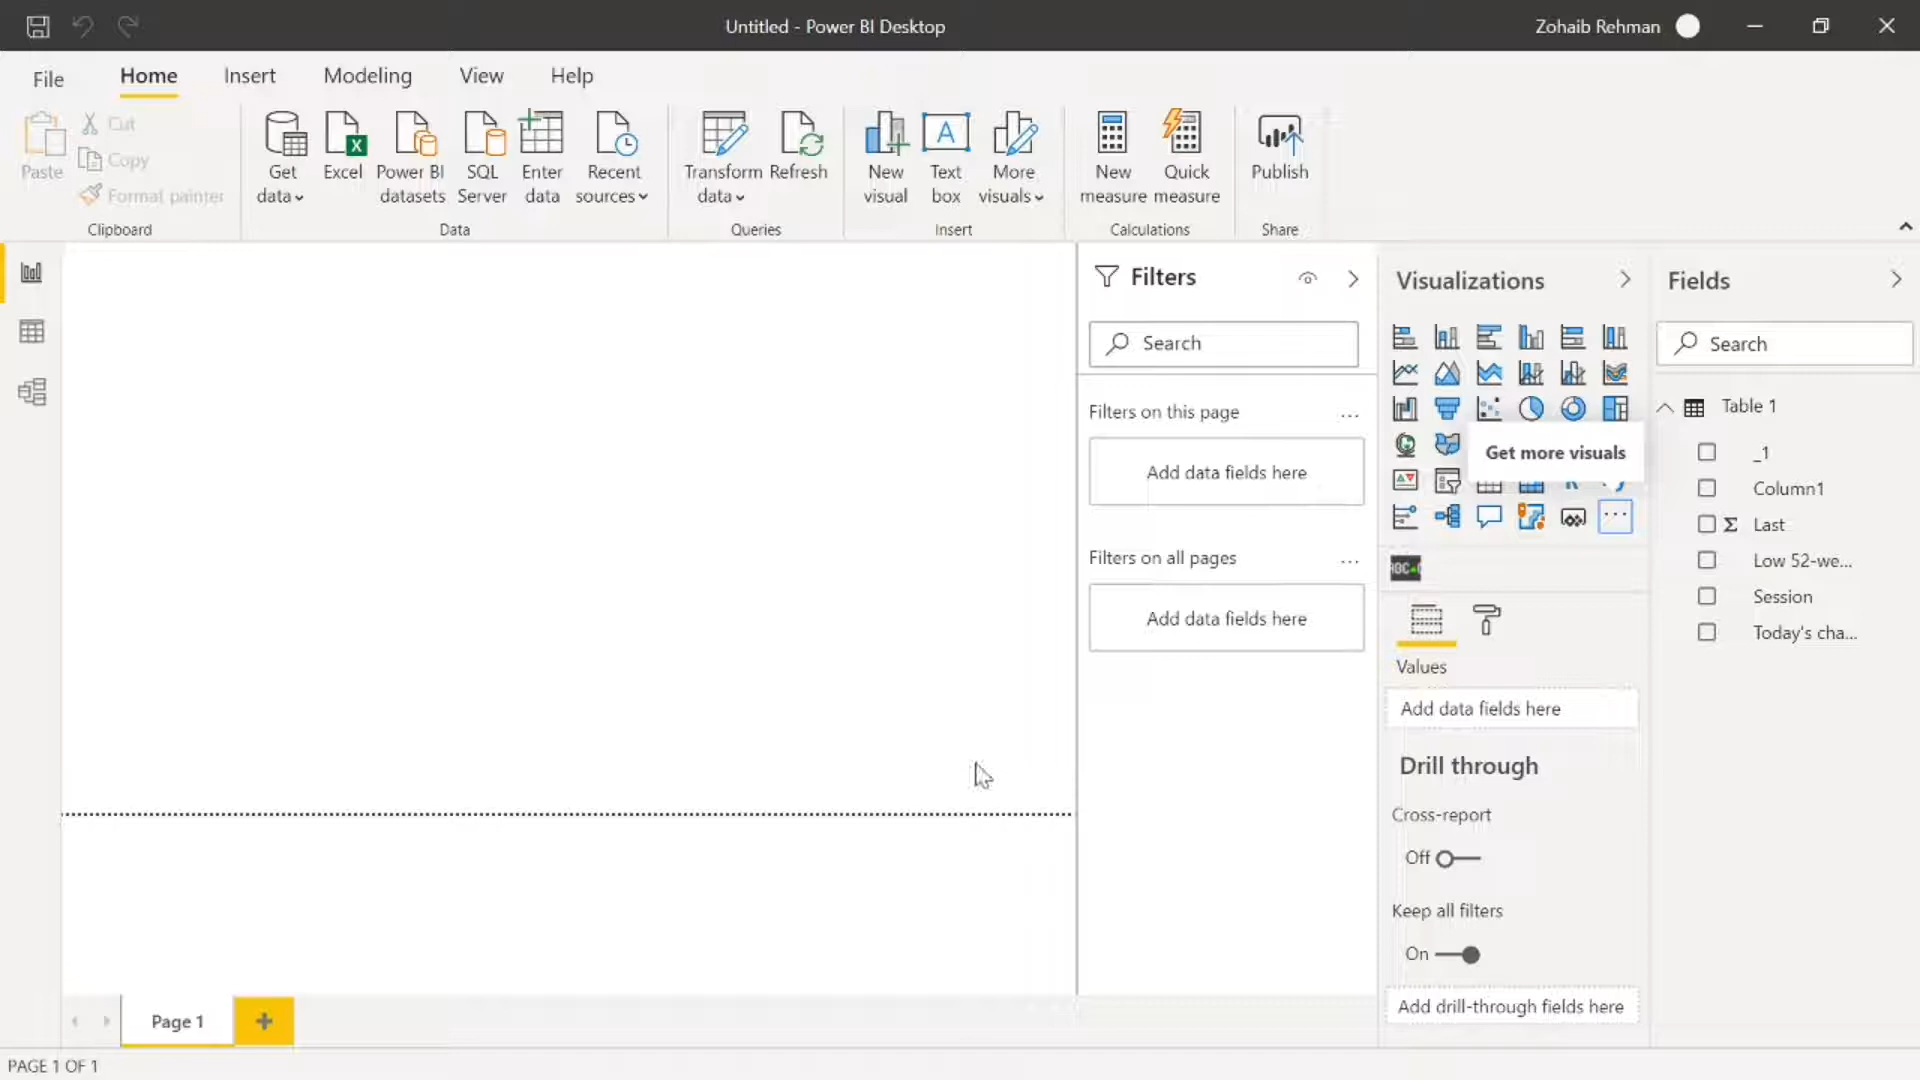 Untitled - Power BI Desktop
Zohaib Rehman
File
Home
Insert
Modeling
View
Help
Paste
Cut
Copy
Format painter
Clipboard
Get data
Excel
Power BI datasets
SQL Server
Enter data
Recent sources
Data
Transform data
Refresh
Queries
New visual
Text box
More visuals
Insert
New measure
Quick measure
Calculations
Publish
Share
Filters
Search
Filters on this page
...
Add data fields here
Filters on all pages
...
Add data fields here
Visualizations
Get more visuals
Values
Add data fields here
Drill through
Cross-report
Off
Keep all filters
On
Add drill-through fields here
Fields
Search
Table 1
_1
Column1
Σ Last
Low 52-we...
Session
Today's cha...
Page 1
PAGE 1 OF 1